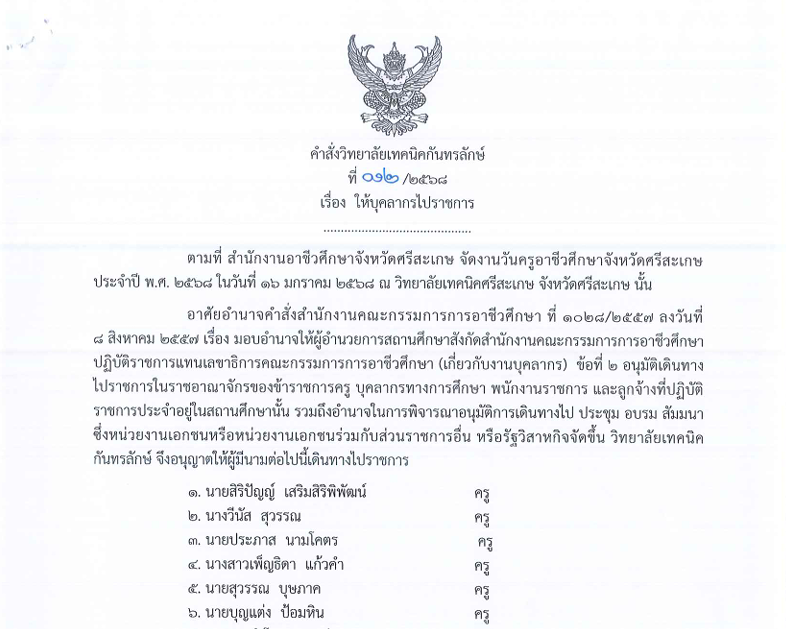 คำสั่งวิทยาลัยเทคนิคกันทรลักษ์
ที่ ๐๑๒ /๒๕๖๘
เรื่อง ให้บุคลากรไปราชการ
............................................
ตามที่ สำนักงานอาชีวศึกษาจังหวัดศรีสะเกษ จัดงานวันครูอาชีวศึกษาจังหวัดศรีสะเกษ
ประจำปี พ.ศ. ๒๕๖๘ ในวันที่ ๑๖ มกราคม ๒๕๖๘ ณ วิทยาลัยเทคนิคศรีสะเกษ จังหวัดศรีสะเกษ นั้น
อาศัยอำนาจคำสั่งสำนักงานคณะกรรมการการอาชีวศึกษา ที่ ๑๐๒๘/๒๕๕๗ ลงวันที่
๘ สิงหาคม ๒๕๕๗ เรื่อง มอบอำนาจให้ผู้อำนวยการสถานศึกษาสังกัดสำนักงานคณะกรรมการการอาชีวศึกษา
ปฏิบัติราชการแทนเลขาธิการคณะกรรมการการอาชีวศึกษา (เกี่ยวกับงานบุคลากร) ข้อที่ ๒ อนุมัติเดินทาง
ไปราชการในราชอาณาจักรของข้าราชการครู บุคลากรทางการศึกษา พนักงานราชการ และลูกจ้างที่ปฏิบัติ
ราชการประจำอยู่ในสถานศึกษานั้น รวมถึงอำนาจในการพิจารณาอนุมัติการเดินทางไป ประชุม อบรม สัมมนา
ซึ่งหน่วยงานเอกชนหรือหน่วยงานเอกชนร่วมกับส่วนราชการอื่น หรือรัฐวิสาหกิจจัดขึ้น วิทยาลัยเทคนิค
กันทรลักษ์ จึงอนุญาตให้ผู้มีนามต่อไปนี้เดินทางไปราชการ
๑. นายสิริปัญญ์ เสริมสิริพิพัฒน์ ครู
๒. นางวีนัส สุวรรณ ครู
๓. นายประภาส นามโคตร ครู
๔. นางสาวเพ็ญธิดา แก้วคำ ครู
๕. นายสุวรรณ บุษภาค ครู
๖. นายบุญแต่ง ป้อมหิน ครู